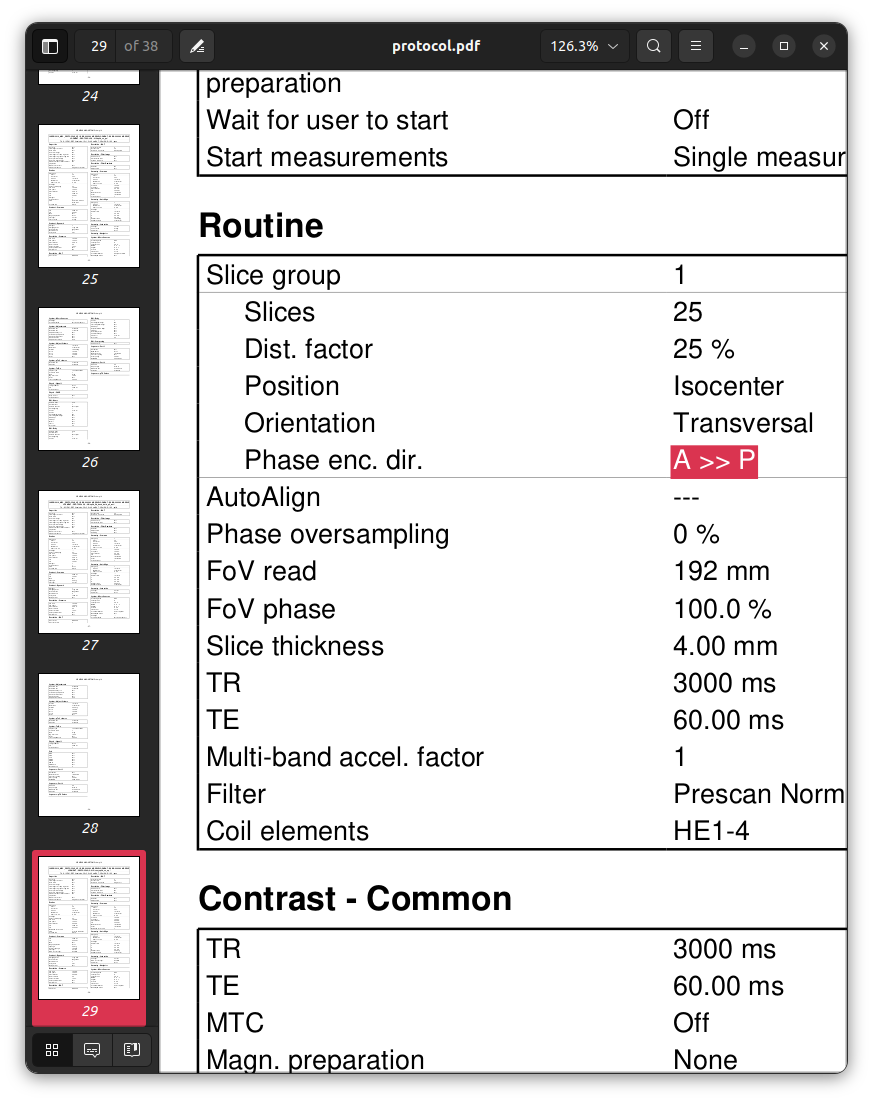 29 of 38
protocol.pdf
126.3%
24
25
26
27
28
29
preparation
Wait for user to start Off
Start measurements Single measur
Routine
Slice group 1
Slices 25
Dist. factor 25 %
Position Isocenter
Orientation Transversal
Phase enc. dir. A >> P
AutoAlign ---
Phase oversampling 0 %
FoV read 192 mm
FoV phase 100.0 %
Slice thickness 4.00 mm
TR 3000 ms
TE 60.00 ms
Multi-band accel. factor 1
Filter Prescan Norm
Coil elements HE1-4
Contrast - Common
TR 3000 ms
TE 60.00 ms
MTC Off
Magn. preparation None